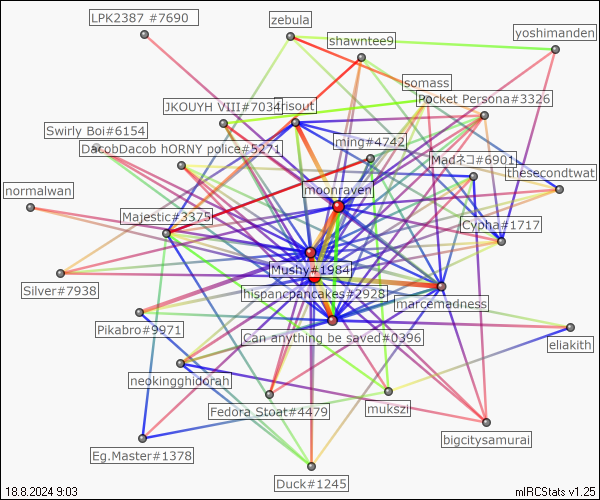 LPK2387 #7690
zebula
shawntee9
yoshimanden
somass
Pocket Persona#3326
JKOUYH VIII#7034
risout
Swirly Boi#6154
ming#4742
DacobDacob hORNY police#5271
Madネコ#6901
thesecondtwat
normalwan
moonraven
Majestic#3375
Cypha#1717
Mushy#1984
Silver#7938
hispanepancakes#2928
marcemadness
Pikabro#9971
Can anything be saved#0396
eliakith
neokingghidorah
Fedora Stoat#4479
mukszi
bigcitysamurai
Eg.Master#1378
Duck#1245
18.8.2024 9:03
mIRCStats v1.25